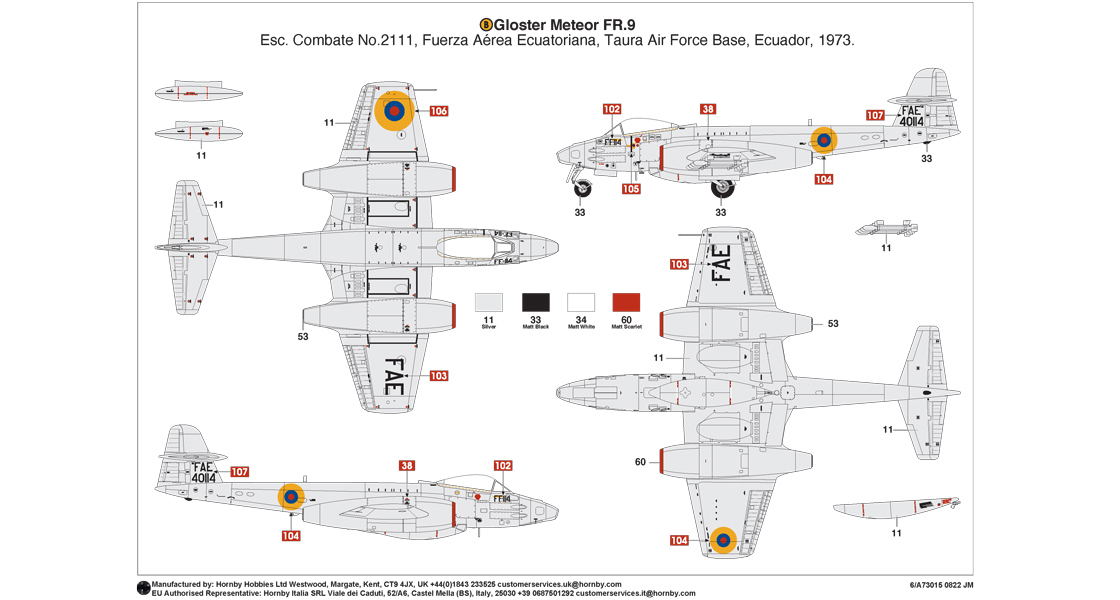 B Gloster Meteor FR.9
Esc. Combate No.2111, Fuerza Aérea Ecuatoriana, Taura Air Force Base, Ecuador, 1973.
11
106
11
11
53
FAE
103
FF114
102
38
107
FAE
40114
105
104
33
33
33
11
11
Silver
33
Matt Black
34
Matt White
60
Matt Scarlet
103
FAE
53
11
60
11
104
11
FAE
40114
107
104
38
102
FF114
Manufactured by: Hornby Hobbies Ltd Westwood, Margate, Kent, CT9 4JX, UK +44(0)1843 233525 customerservices.uk@hornby.com
EU Authorised Representative: Hornby Italia SRL Viale dei Caduti, 52/A6, Castel Mella (BS), Italy, 25030 +39 0687501292 customerservices.it@hornby.com
6/A73015 0822 JM